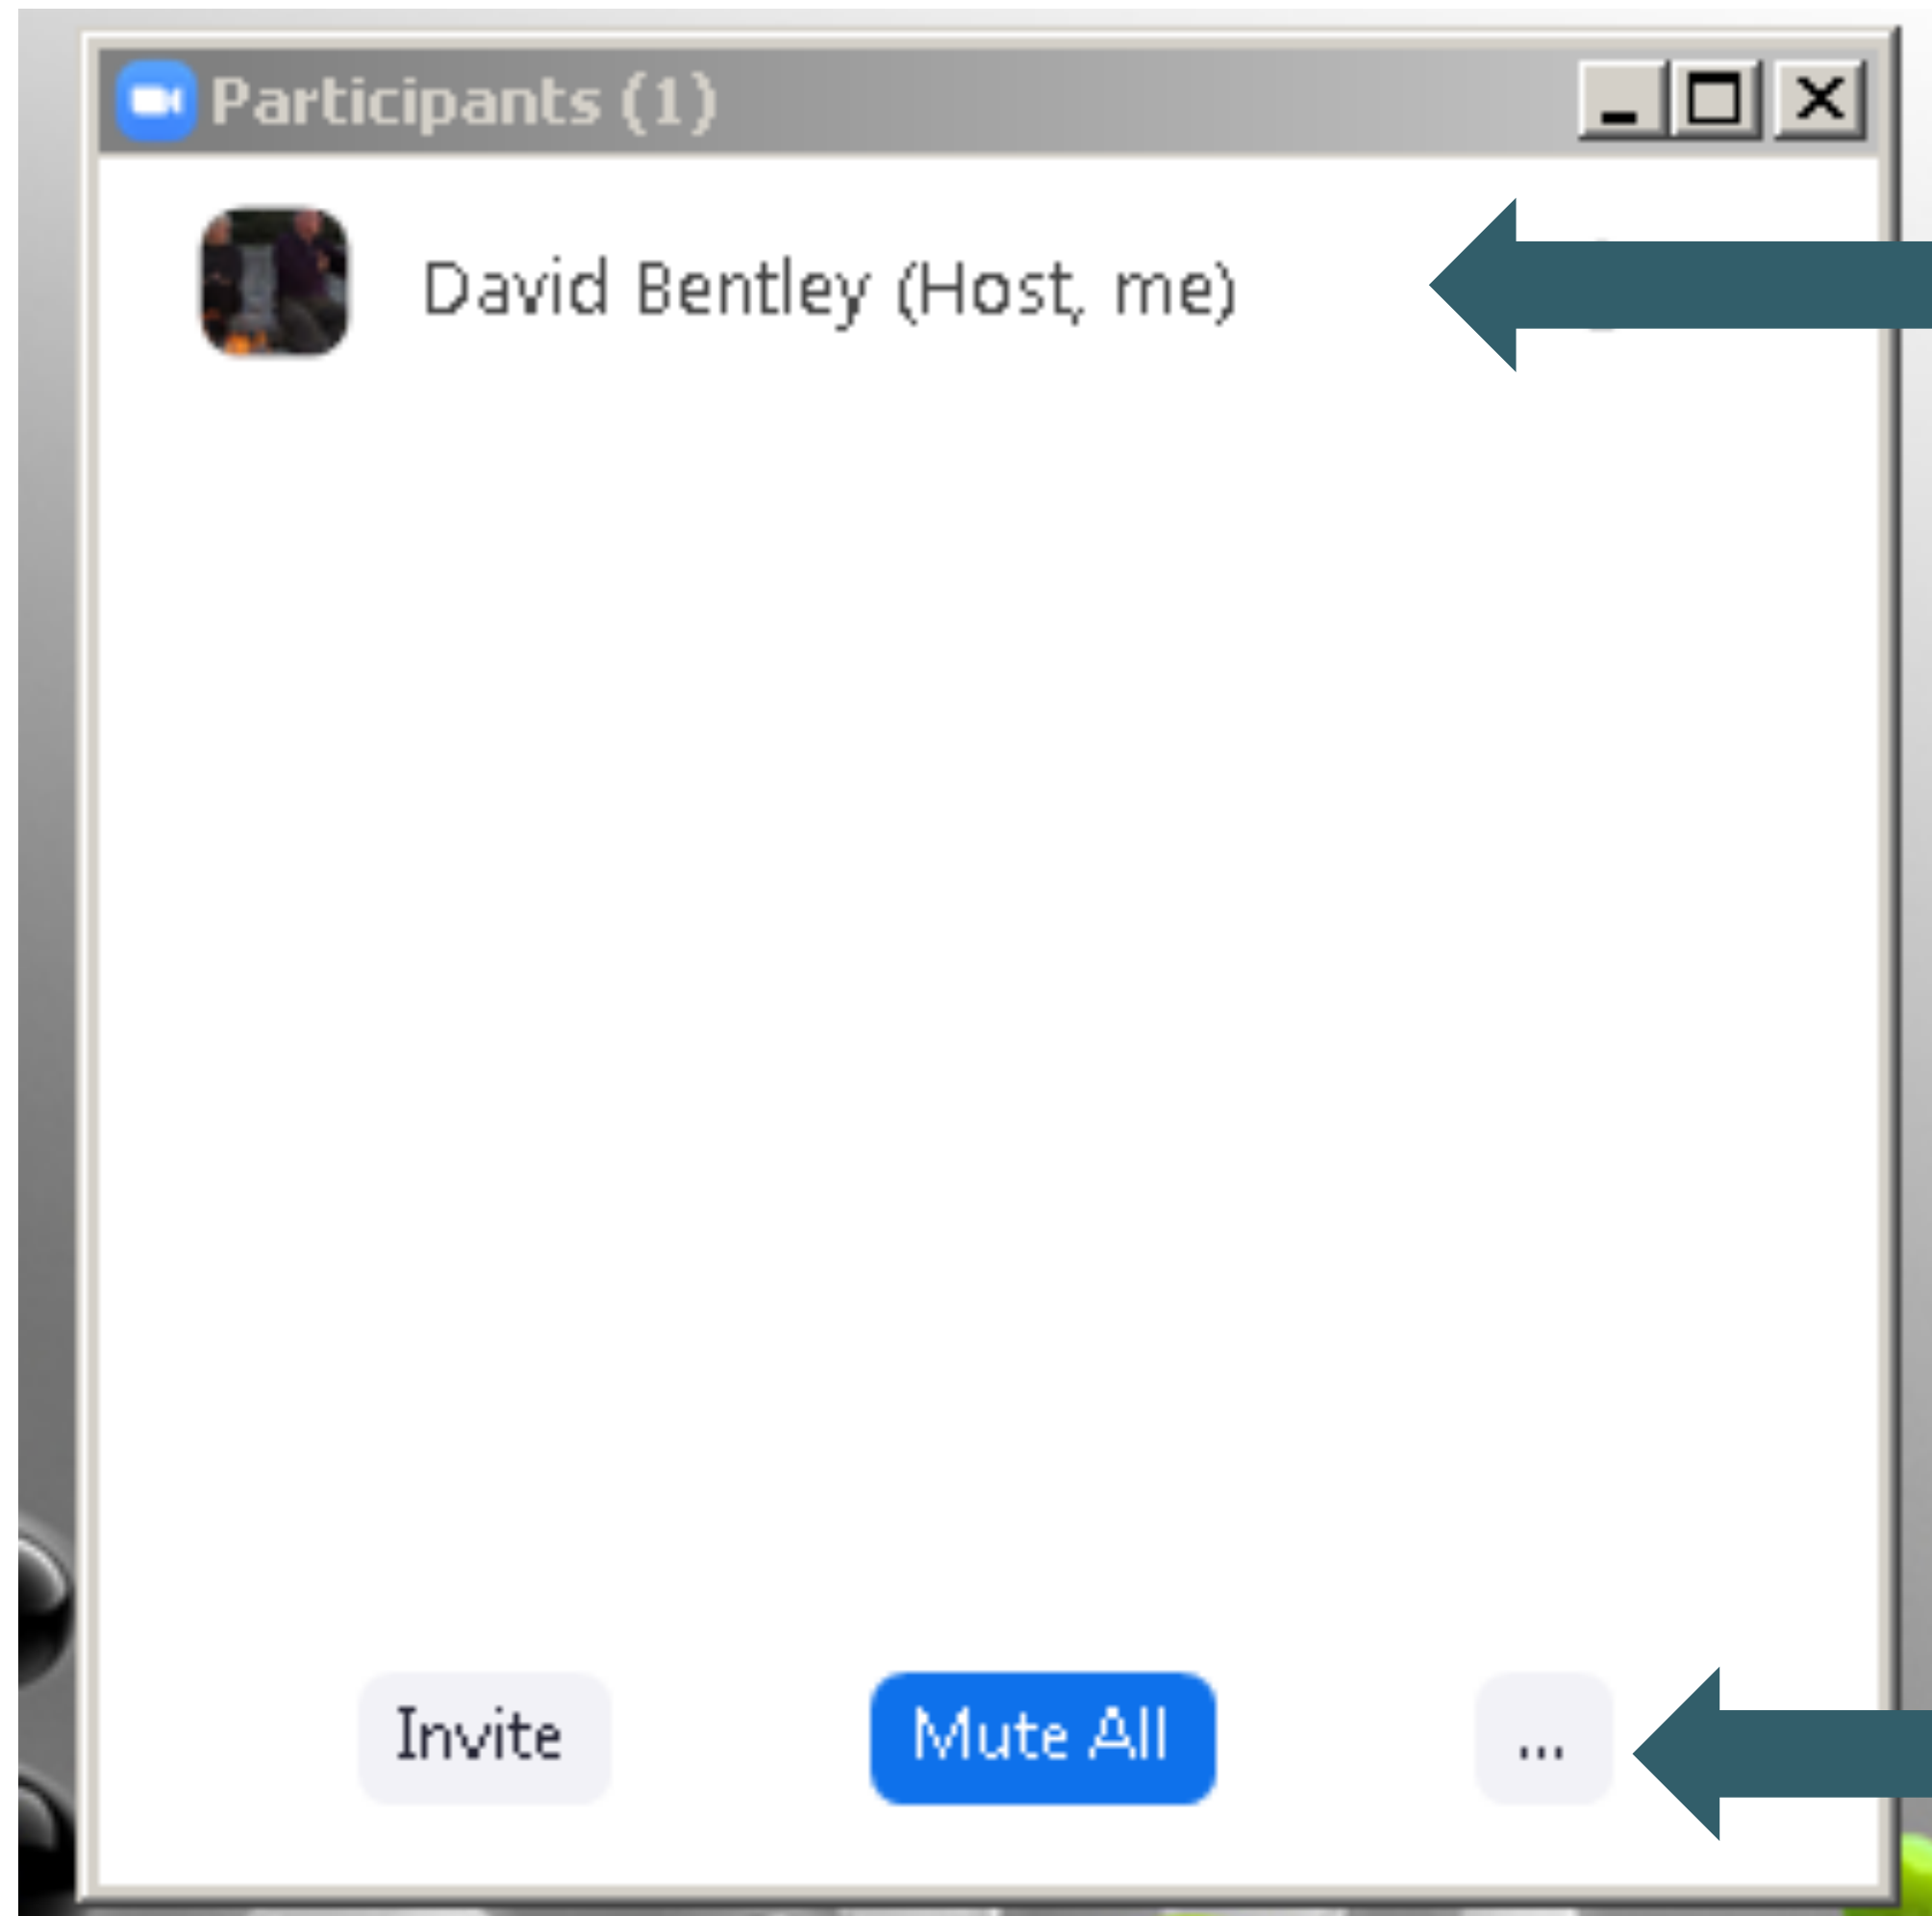 Participants (1)
David Bentley (Host, me)
Invite
Mute All
...